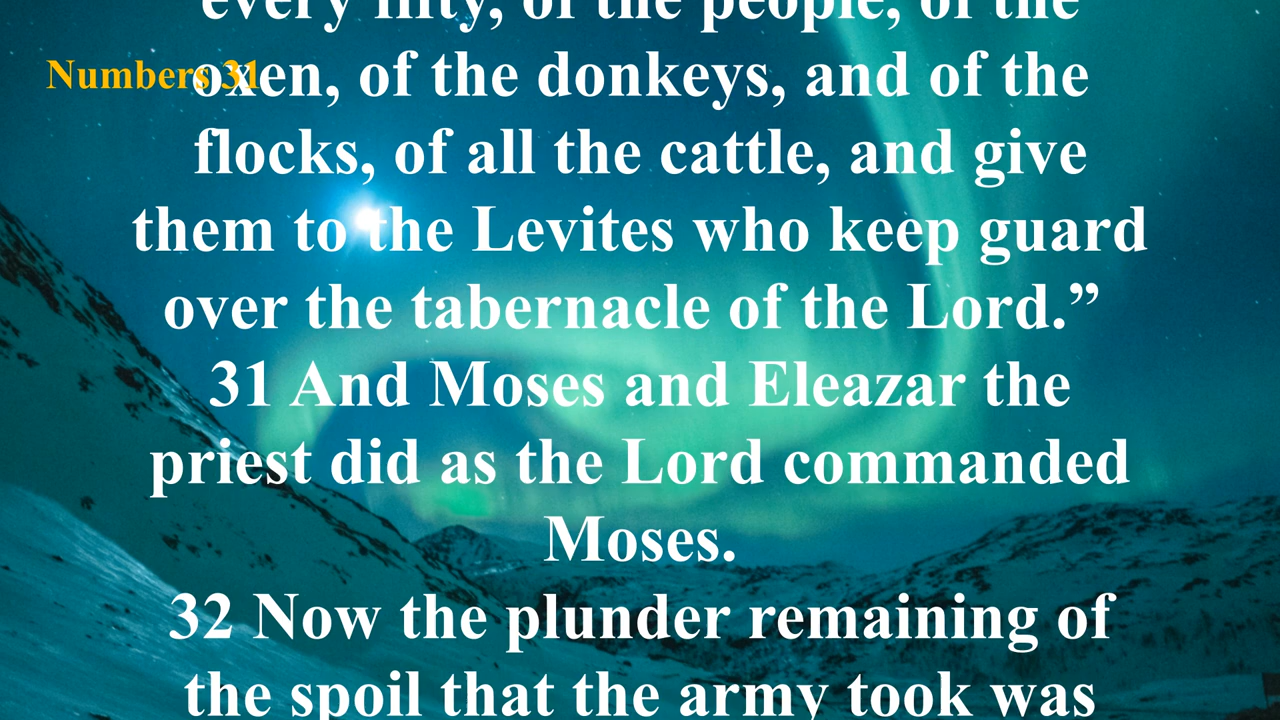 every fifty, of the people, of the
Numbers 31
oxen, of the donkeys, and of the
flocks, of all the cattle, and give
them to the Levites who keep guard
over the tabernacle of the Lord.”
31 And Moses and Eleazar the
priest did as the Lord commanded
Moses.
32 Now the plunder remaining of
the spoil that the army took was